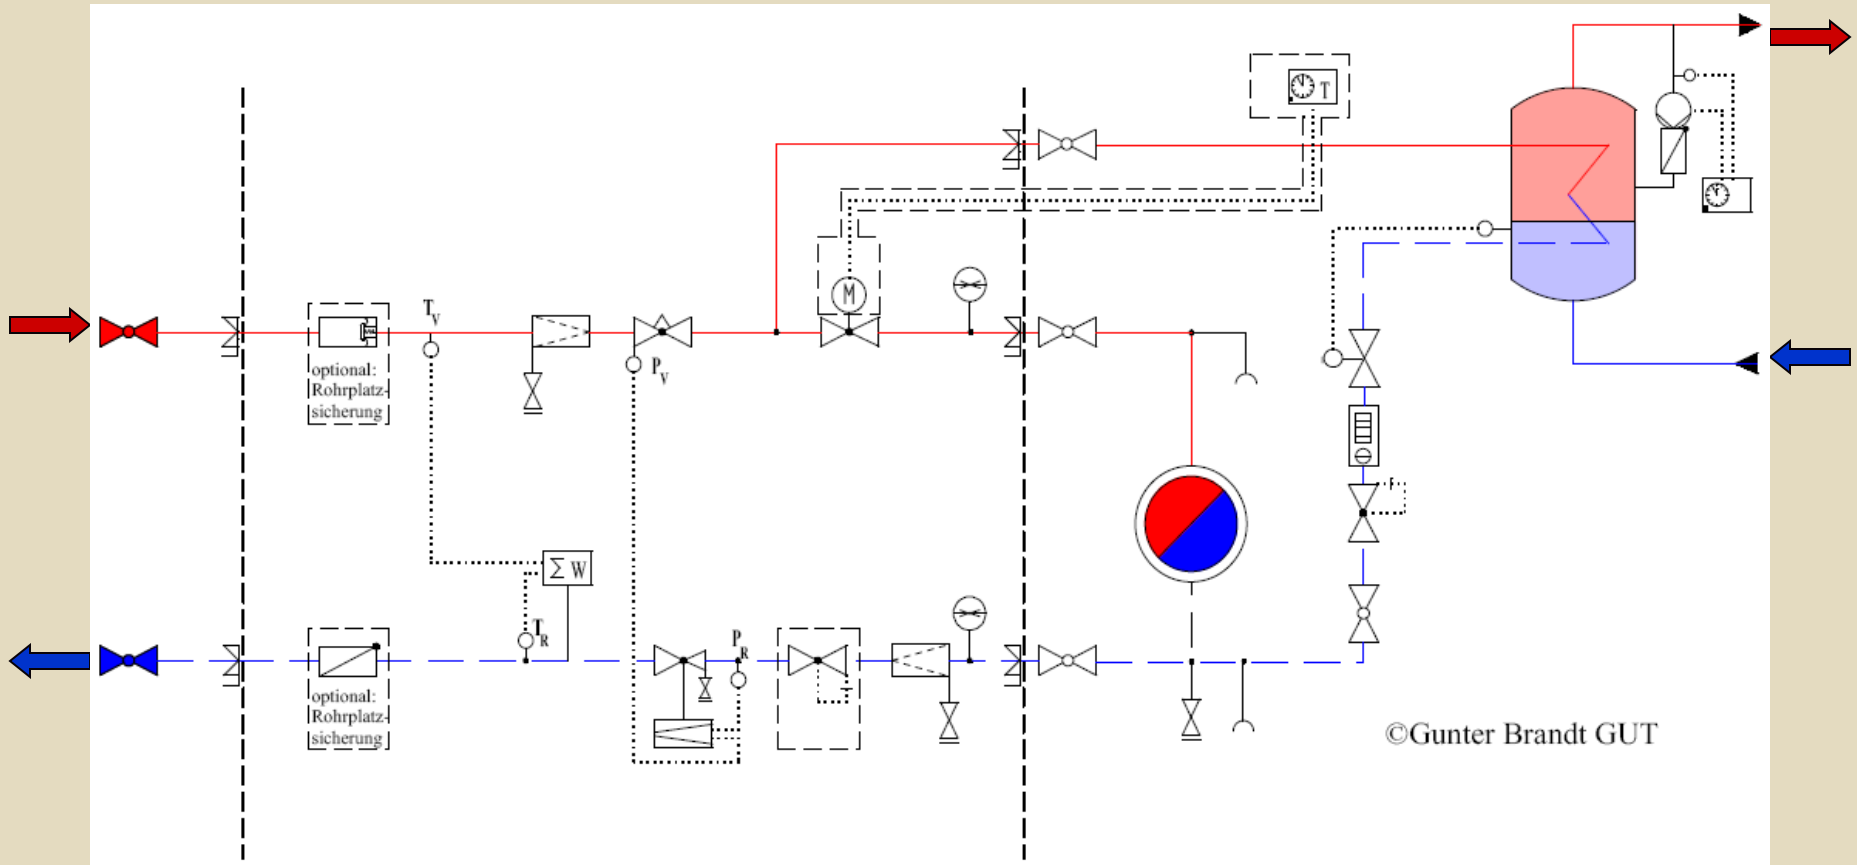 T
M
T
V
optional:
Rohrplatz-
sicherung
P
V
Σ W
T
R
P
R
optional:
Rohrplatz-
sicherung
©Gunter Brandt GUT